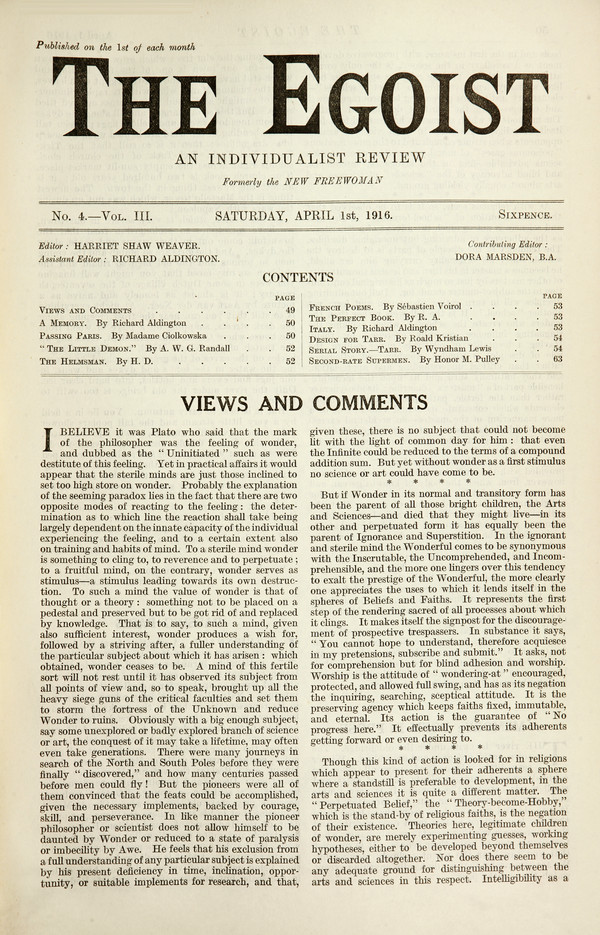 Published on the 1st of each month
THE EGOIST
AN INDIVIDUALIST REVIEW
Formerly the NEW FREEWOMAN
No. 4.—VOL. III.
SATURDAY, APRIL 1st, 1916.
SIXPENCE.
Editor : HARRIET SHAW WEAVER.
Assistant Editor : RICHARD ALDINGTON.
Contributing Editor :
DORA MARSDEN, B.A.
CONTENTS
PAGE
VIEWS AND COMMENTS . . . . . . 49
A MEMORY. By Richard Aldington . . . . 50
PASSING PARIS. By Madame Ciolkowska . . . 50
" THE LITTLE DEMON." By A. W. G. Randall . . 52
THE HELMSMAN. By H. D. . . . . . 52
PAGE
FRENCH POEMS. By Sébastien Voirol . . . . 53
THE PERFECT BOOK. By R. A. . . . . 53
ITALY. By Richard Aldington . . . . 53
DESIGN FOR TARR. By Roald Kristian . . . 54
SERIAL STORY.—TARR. By Wyndham Lewis . . 54
SECOND-RATE SUPERMEN. By Honor M. Pulley . . 63
VIEWS AND COMMENTS
I BELIEVE it was Plato who said that the mark
of the philosopher was the feeling of wonder,
and dubbed as the " Uninitiated " such as were
destitute of this feeling. Yet in practical affairs it would
appear that the sterile minds are just those inclined to
set too high store on wonder. Probably the explanation
of the seeming paradox lies in the fact that there are two
opposite modes of reacting to the feeling : the deter-
mination as to which line the reaction shall take being
largely dependent on the innate capacity of the individual
experiencing the feeling, and to a certain extent also
on training and habits of mind. To a sterile mind wonder
is something to cling to, to reverence and to perpetuate ;
to a fruitful mind, on the contrary, wonder serves as
stimulus—a stimulus leading towards its own destruc-
tion. To such a mind the value of wonder is that of
thought or a theory : something not to be placed on a
pedestal and preserved but to be got rid of and replaced
by knowledge. That is to say, to such a mind, given
also sufficient interest, wonder produces a wish for,
followed by a striving after, a fuller understanding of
the particular subject about which it has arisen : which
obtained, wonder ceases to be. A mind of this fertile
sort will not rest until it has observed its subject from
all points of view and, so to speak, brought up all the
heavy siege guns of the critical faculties and set them
to storm the fortress of the Unknown and reduce
Wonder to ruins. Obviously with a big enough subject,
say some unexplored or badly explored branch of science
or art, the conquest of it may take a lifetime, may often
even take generations. There were many journeys in
search of the North and South Poles before they were
finally " discovered," and how many centuries passed
before men could fly ! But the pioneers were all of
them convinced that the feats could be accomplished,
given the necessary implements, backed by courage,
skill, and perseverance. In like manner the pioneer
philosopher or scientist does not allow himself to be
daunted by Wonder or reduced to a state of paralysis
or imbecility by Awe. He feels that his exclusion from
a full understanding of any particular subject is explained
by his present deficiency in time, inclination, oppor-
tunity, or suitable implements for research, and that,
given these, there is no subject that could not become
lit with the light of common day for him : that even
the Infinite could be reduced to the terms of a compound
addition sum. But yet without wonder as a first stimulus
no science or art could have come to be.
* * * *
But if Wonder in its normal and transitory form has
been the parent of all those bright children, the Arts
and Sciences—and died that they might live—in its
other and perpetuated form it has equally been the
parent of Ignorance and Superstition. In the ignorant
and sterile mind the Wonderful comes to be synonymous
with the Inscrutable, the Uncomprehended, and Incom-
prehensible, and the more one lingers over this tendency
to exalt the prestige of the Wonderful, the more clearly
one appreciates the uses to which it lends itself in the
spheres of Beliefs and Faiths. It represents the first
step of the rendering sacred of all processes about which
it clings. It makes itself the signpost for the discourage-
ment of prospective trespassers. In substance it says,
" You cannot hope to understand, therefore acquiesce
in my pretensions, subscribe and submit." It asks, not
for comprehension but for blind adhesion and worship.
Worship is the attitude of " wondering-at " encouraged,
protected, and allowed full swing, and has as its negation
the inquiring, searching, sceptical attitude. It is the
preserving agency which keeps faiths fixed, immutable,
and eternal. Its action is the guarantee of " No
progress here." It effectually prevents its adherents
getting forward or even desiring to.
* * * *
Though this kind of action is looked for in religions
which appear to present for their adherents a sphere
where a standstill is preferable to development, in the
arts and sciences it is quite a different matter. The
" Perpetuated Belief," the " Theory-become-Hobby,"
which is the stand-by of religious faiths, is the negation
of their existence. Theories here, legitimate children
of wonder, are merely experimenting guesses, working
hypotheses, either to be developed beyond themselves
or discarded altogether. Nor does there seem to be
any adequate ground for distinguishing between the
arts and sciences in this respect. Intelligibility as a